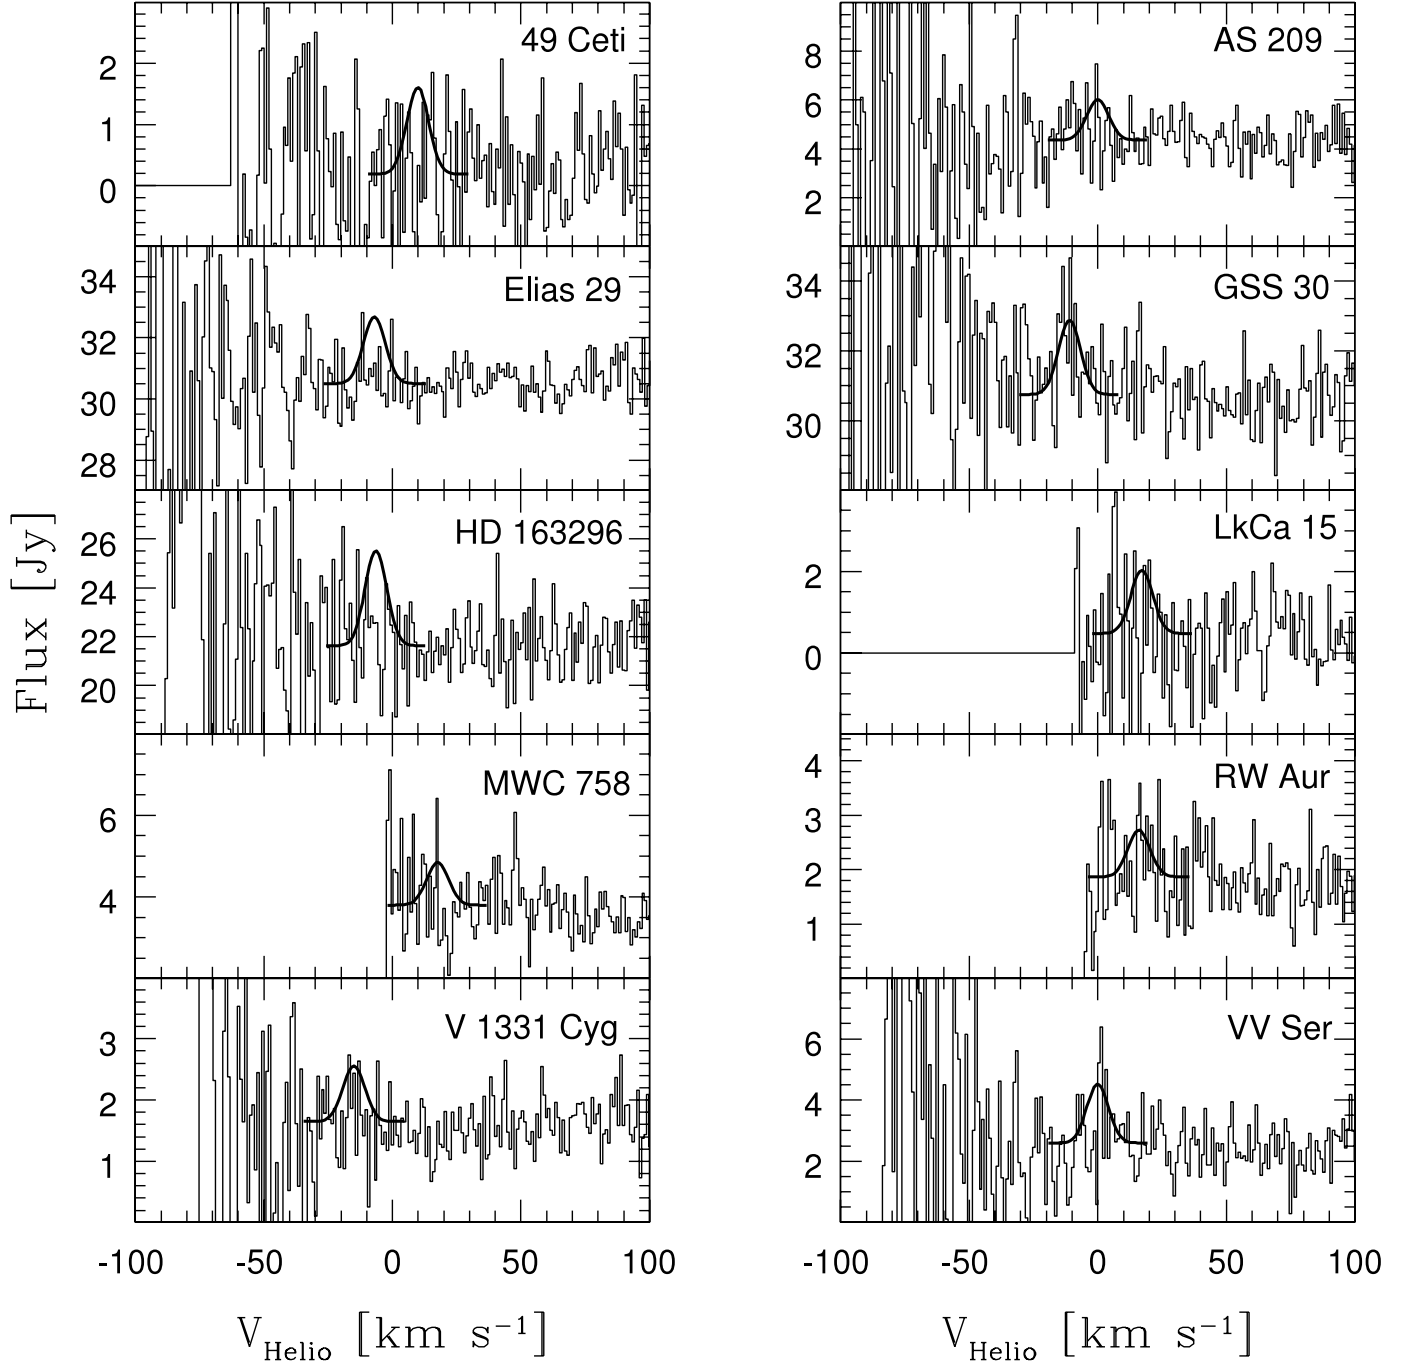 49 Ceti
2
1
0
AS 209
8
6
4
2
Elias 29
34
32
30
28
GSS 30
34
32
30
HD 163296
26
24
22
20
LkCa 15
2
0
MWC 758
6
4
RW Aur
4
3
2
1
V 1331 Cyg
3
2
1
VV Ser
6
4
2
Flux [Jy]
-100 -50 0 50 100
-100 -50 0 50 100
V_Helio [km s⁻¹]
V_Helio [km s⁻¹]